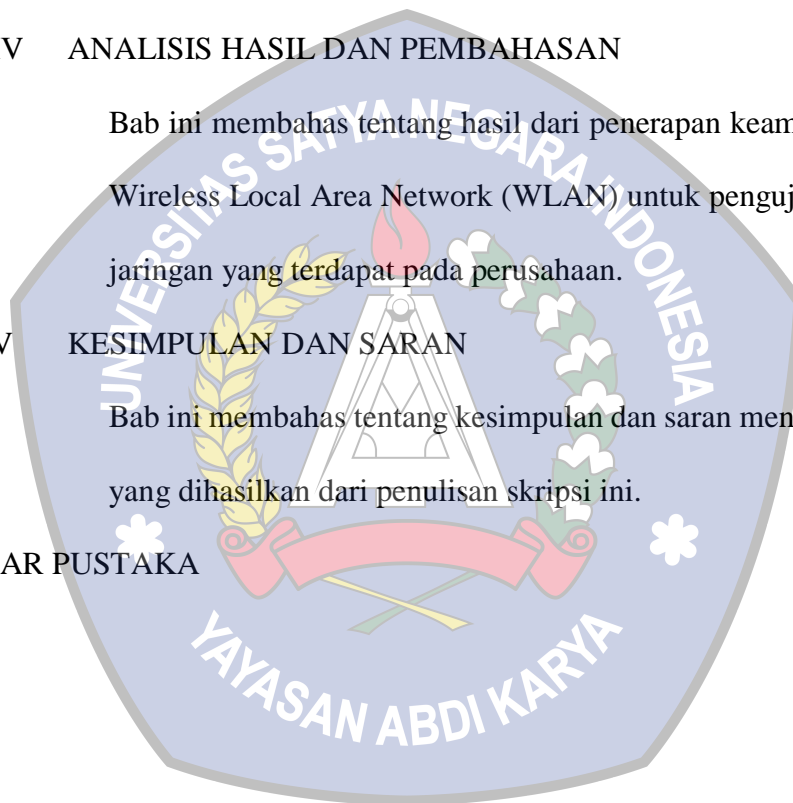 V ANALISIS HASIL DAN PEMBAHASAN
Bab ini membahas tentang hasil dari penerapan keam
Wireless Local Area Network (WLAN) untuk penguj
jaringan yang terdapat pada perusahaan.
V KESIMPULAN DAN SARAN
Bab ini membahas tentang kesimpulan dan saran men
yang dihasilkan dari penulisan skripsi ini.
AR PUSTAKA
UNIVERSITAS SATYA NEGARA INDONESIA
YAYASAN ABDI KARYA